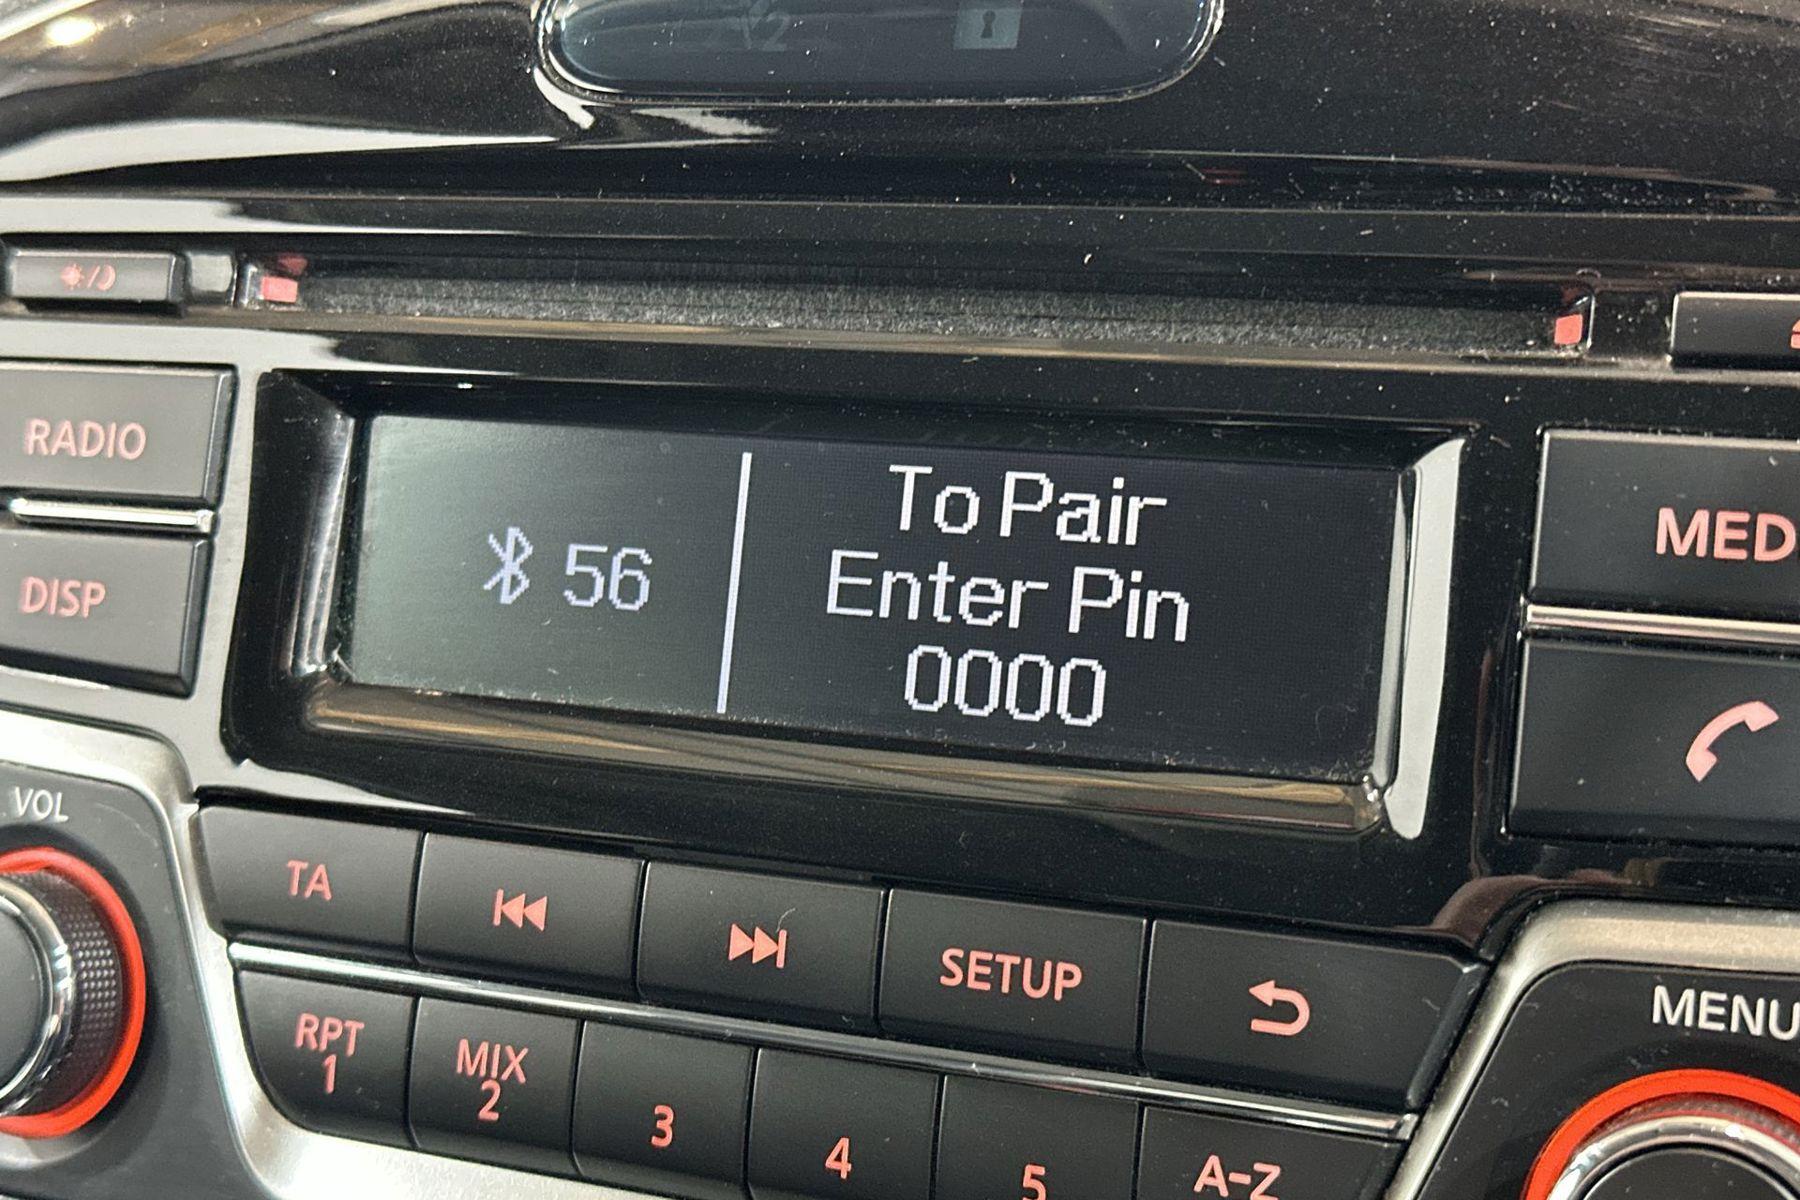 RADIO
DISP
56
To Pair
Enter Pin
0000
MED
VOL
TA
SETUP
RPT
1
MIX
2
3
4
5
A-Z
MENU